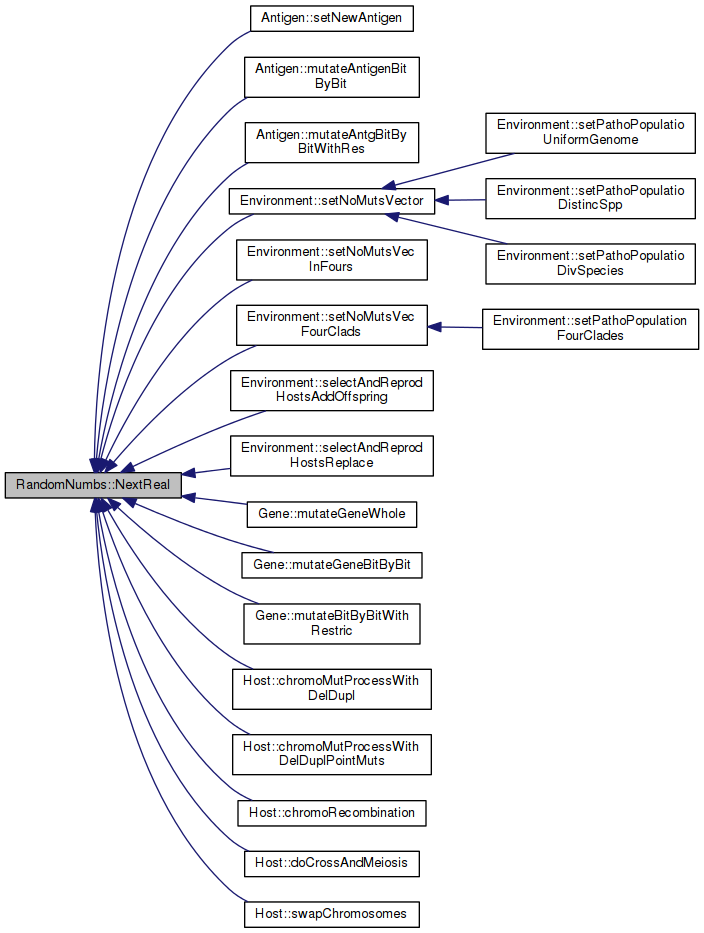 Antigen::setNewAntigen
Antigen::mutateAntigenBit
ByBit
Antigen::mutateAntgBitBy
BitWithRes
Environment::setNoMutsVector
Environment::setNoMutsVec
InFours
Environment::setNoMutsVec
FourClads
Environment::selectAndReprod
HostsAddOffspring
Environment::selectAndReprod
HostsReplace
RandomNumbs::NextReal
Gene::mutateGeneWhole
Gene::mutateGeneBitByBit
Gene::mutateBitByBitWith
Restric
Host::chromoMutProcessWith
DelDupl
Host::chromoMutProcessWith
DelDuplPointMuts
Host::chromoRecombination
Host::doCrossAndMeiosis
Host::swapChromosomes
Environment::setPathoPopulatio
UniformGenome
Environment::setPathoPopulatio
DistincSpp
Environment::setPathoPopulatio
DivSpecies
Environment::setPathoPopulation
FourClades